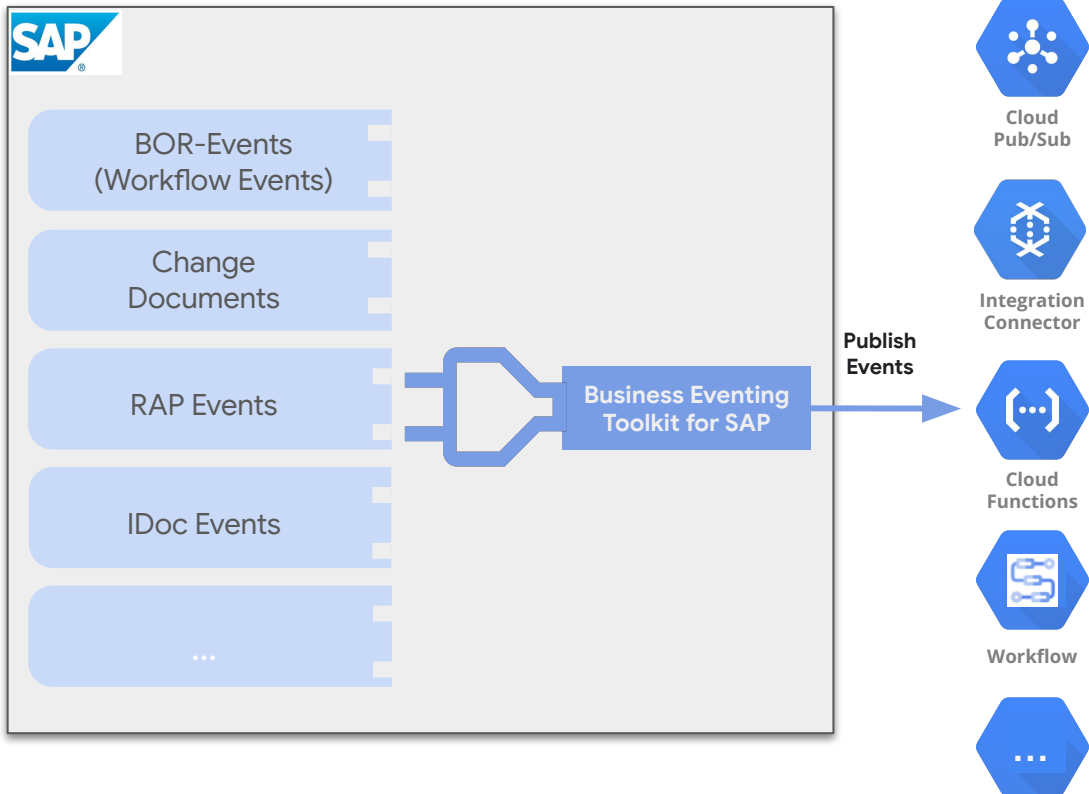 SAP
®
BOR-Events
(Workflow Events)
Change
Documents
RAP Events
IDoc Events
...
Business Eventing
Toolkit for SAP
Publish
Events
Cloud
Pub/Sub
Integration
Connector
(...)
Cloud
Functions
Workflow
...